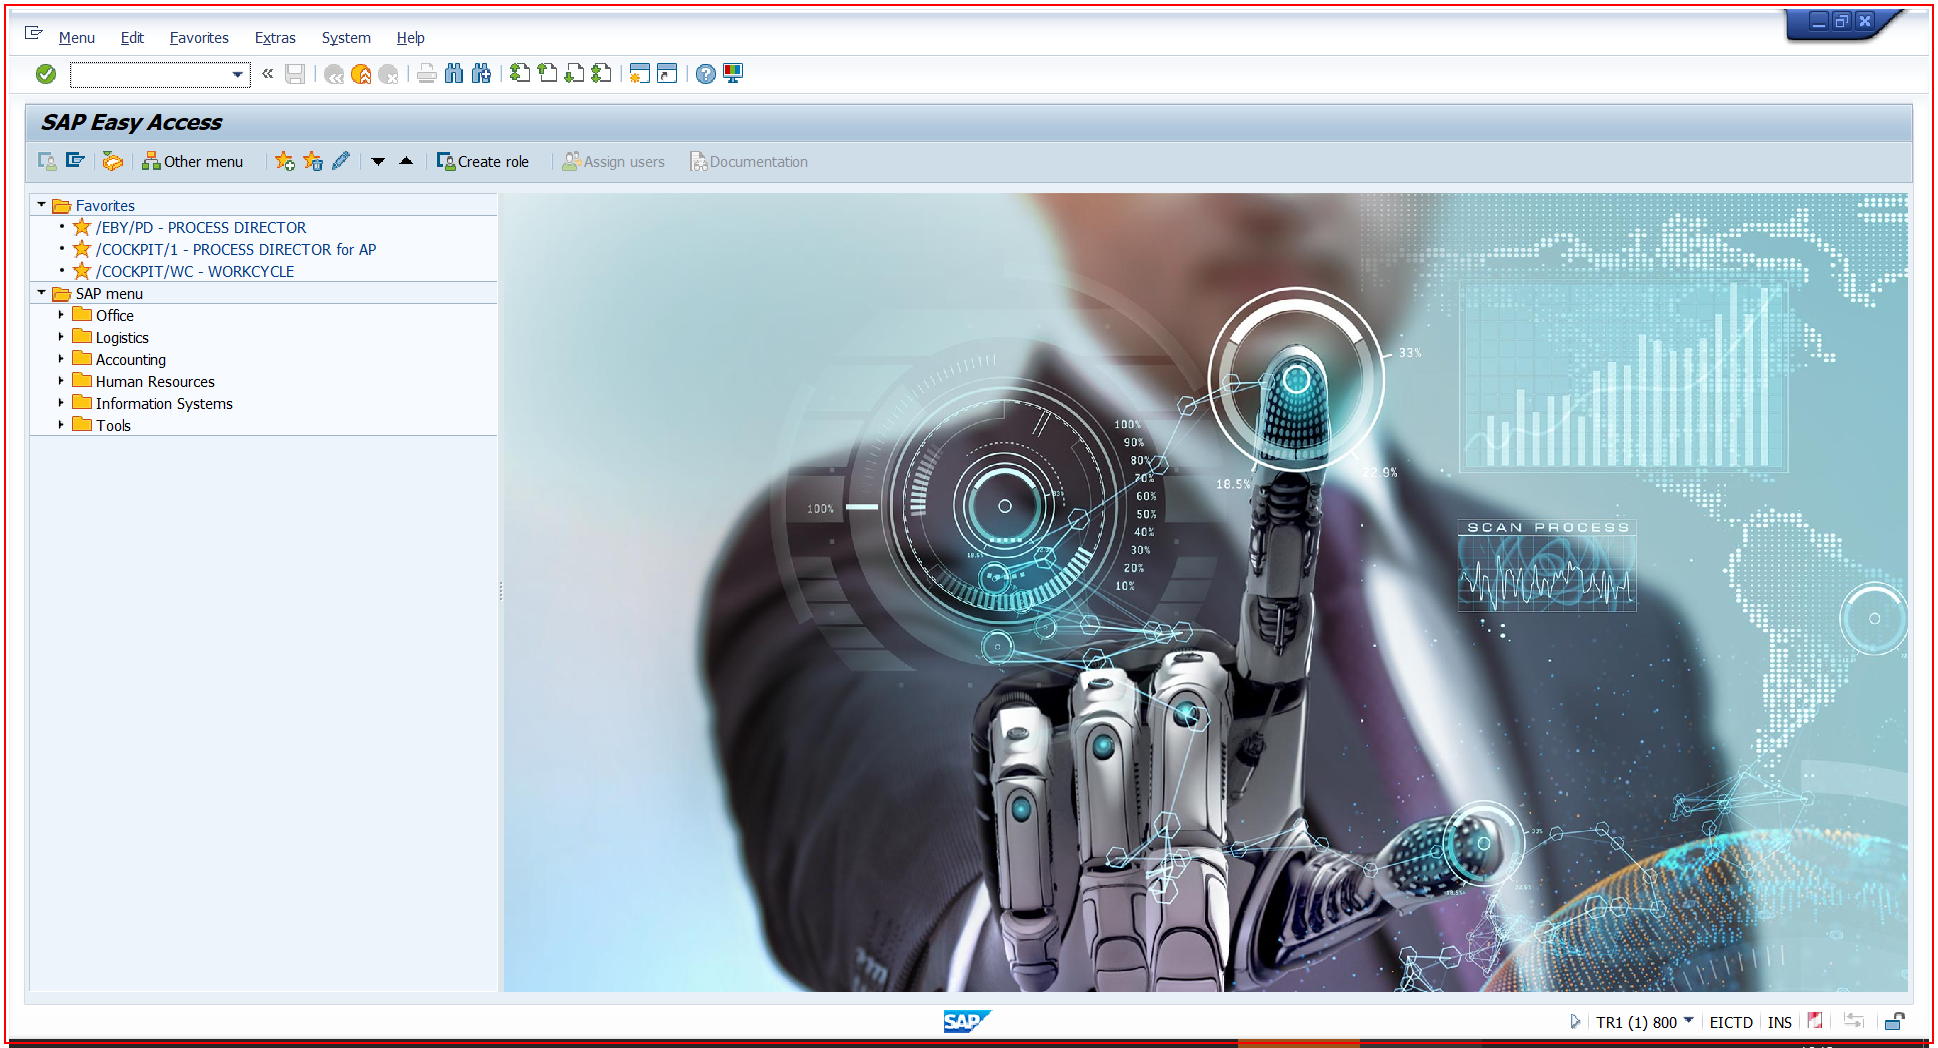 Menu Edit Favorites Extras System Help
SAP Easy Access
Other menu Create role Assign users Documentation
Favorites
/EBY/PD - PROCESS DIRECTOR
/COCKPIT/1 - PROCESS DIRECTOR for AP
/COCKPIT/WC - WORKCYCLE
SAP menu
Office
Logistics
Accounting
Human Resources
Information Systems
Tools
33%
18.5%
22.9%
100%
90%
80%
70%
60%
50%
40%
30%
20%
10%
100%
SCAN PROCESS
SAP
TR1 (1) 800 EICTD INS